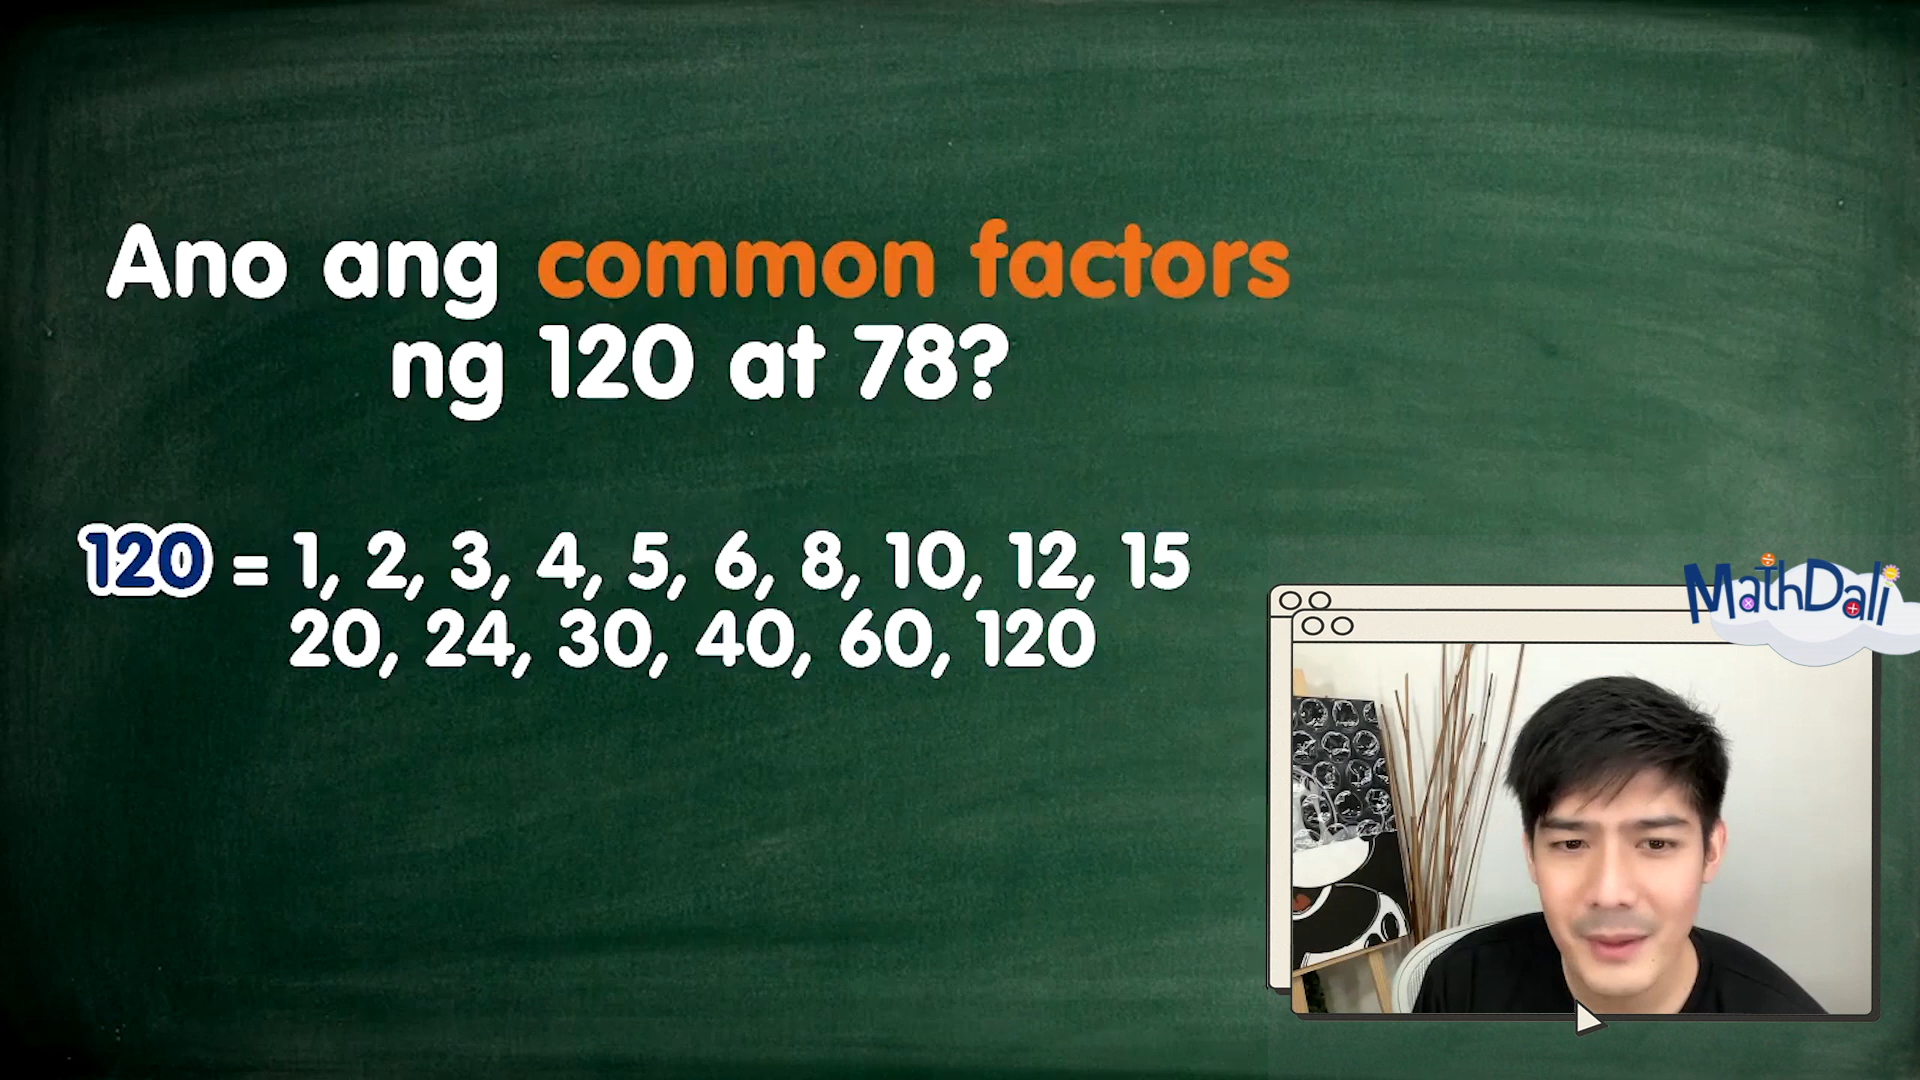 Ano ang common factors
ng 120 at 78?
120 = 1, 2, 3, 4, 5, 6, 8, 10, 12, 15
20, 24, 30, 40, 60, 120
MathDali